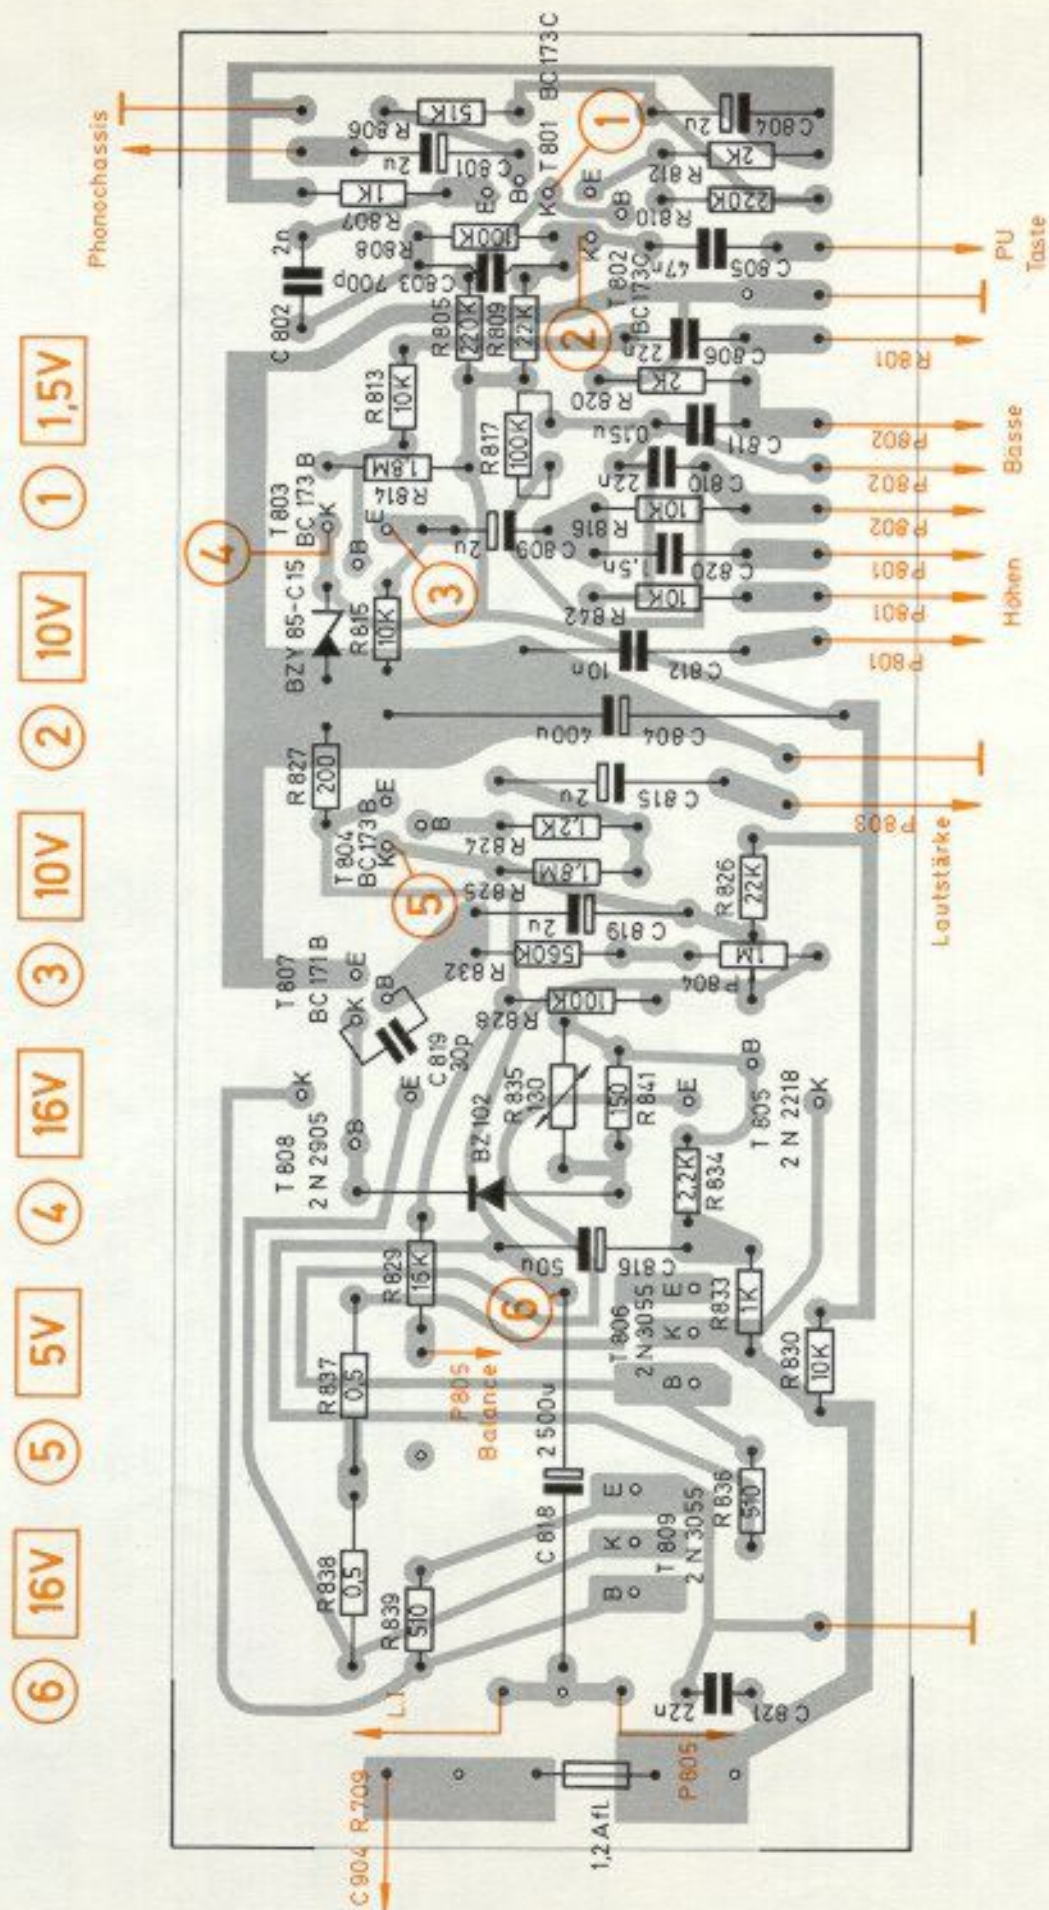 6 16V 5 5V 4 16V 3 10V 2 10V 1 1,5V
Phonochassis
R 806
51K
BC 173C
C 801
2u
T 801
1
2u
C 804
R 807
1K
E
B
K
E
B
R 812
2K
R 810
220K
C 802
2n
R 808
100K
C 803
700p
K
T 802
BC 173C
47n
C 805
PU
Taste
R 805
220K
R 809
22K
2
22n
C 806
R 801
R 813
10K
R 820
2K
R 817
100K
0,15u
C 811
P 802
Bässe
R 814
1,8M
22n
C 810
P 802
T 803
BC 173 B
K
E
B
4
3
2u
C 809
R 816
10K
P 802
1,5n
C 820
P 801
Höhen
BZY 85-C15
R 815
10K
R 842
10K
P 801
10n
C 812
P 801
400u
C 804
R 827
200
2u
C 815
P 803
Lautstärke
T 804
BC 173 B
E
B
K
5
R 824
1,2K
R 825
1,8M
R 826
22K
2u
C 819
R 832
560K
P 804
1M
T 807
BC 171 B
E
B
K
R 828
100K
C 819
30p
T 808
2 N 2905
K
B
E
R 835
130
R 841
150
BZ 102
E
B
K
T 805
2 N 2218
2,2K
R 834
R 829
16K
50u
C 816
6
T 806
2 N 3055
E
K
B
R 833
1K
R 830
10K
R 837
0,5
P 805
Balance
2 500u
C 818
R 838
0,5
R 839
510
E
K
B
T 809
2 N 3055
R 836
510
L.I.
22n
C 821
P 805
C 904 R 709
1,2 A fL